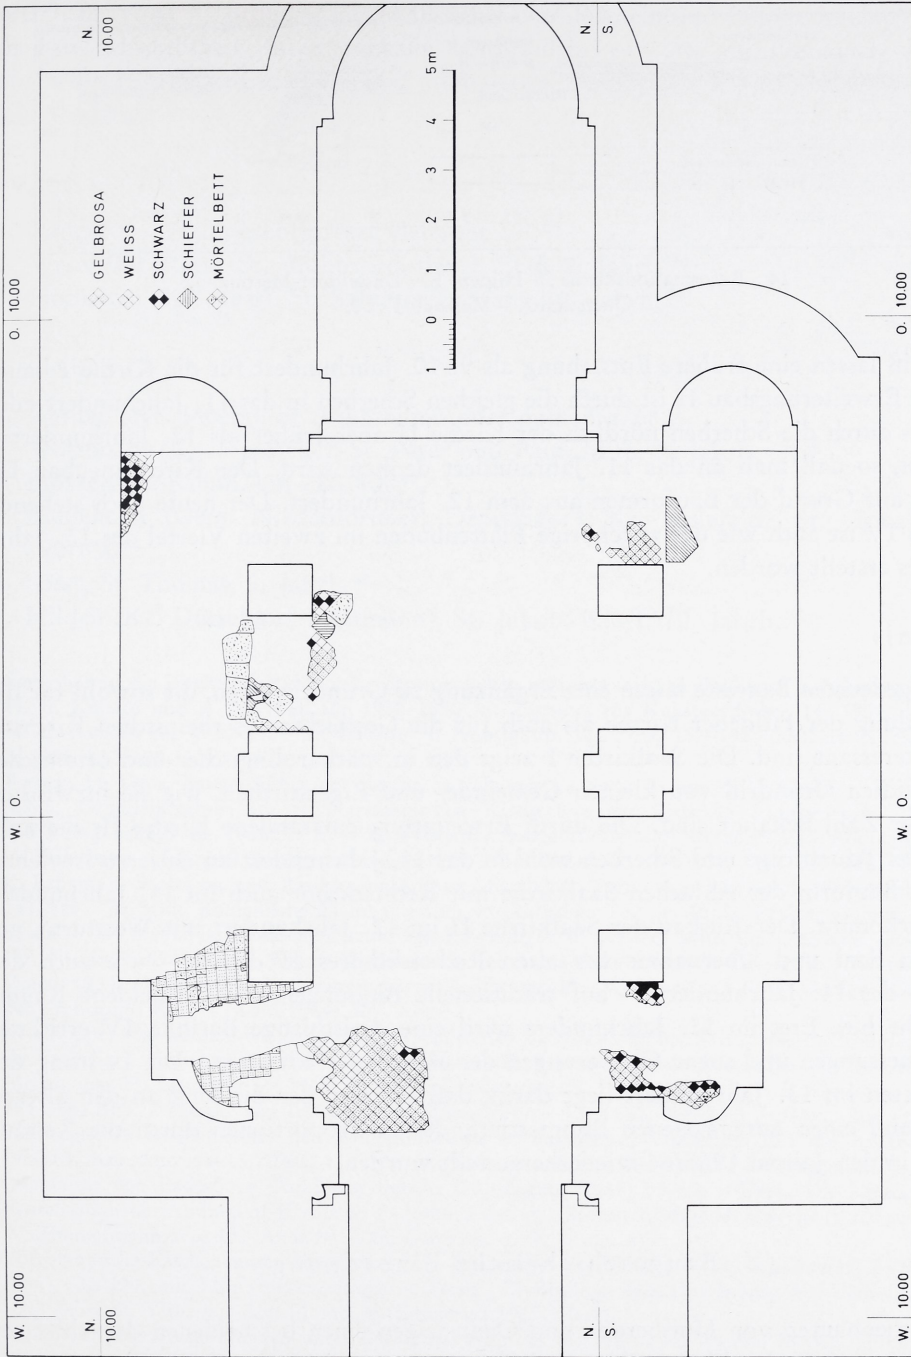 N.
10.00
N.
S.
GELBROSA
WEISS
SCHWARZ
SCHIEFER
MÖRTELBETT
1 0 1 2 3 4 5 m
O. 10.00
O. 10.00
W. O.
W. O.
W. 10.00
N.
10.00
N.
S.
W. 10.00